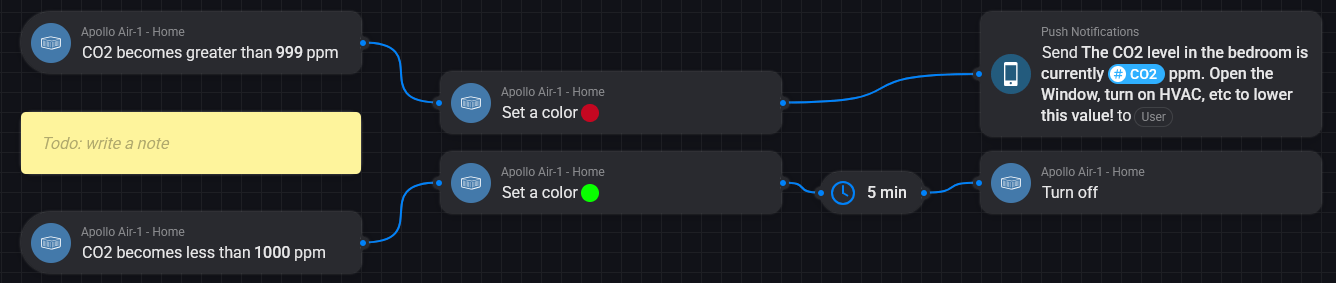 Apollo Air-1 - Home
CO2 becomes greater than 999 ppm
Todo: write a note
Apollo Air-1 - Home
CO2 becomes less than 1000 ppm
Apollo Air-1 - Home
Set a color
Apollo Air-1 - Home
Set a color
5 min
Push Notifications
Send The CO2 level in the bedroom is
currently # CO2 ppm. Open the
Window, turn on HVAC, etc to lower
this value! to User
Apollo Air-1 - Home
Turn off